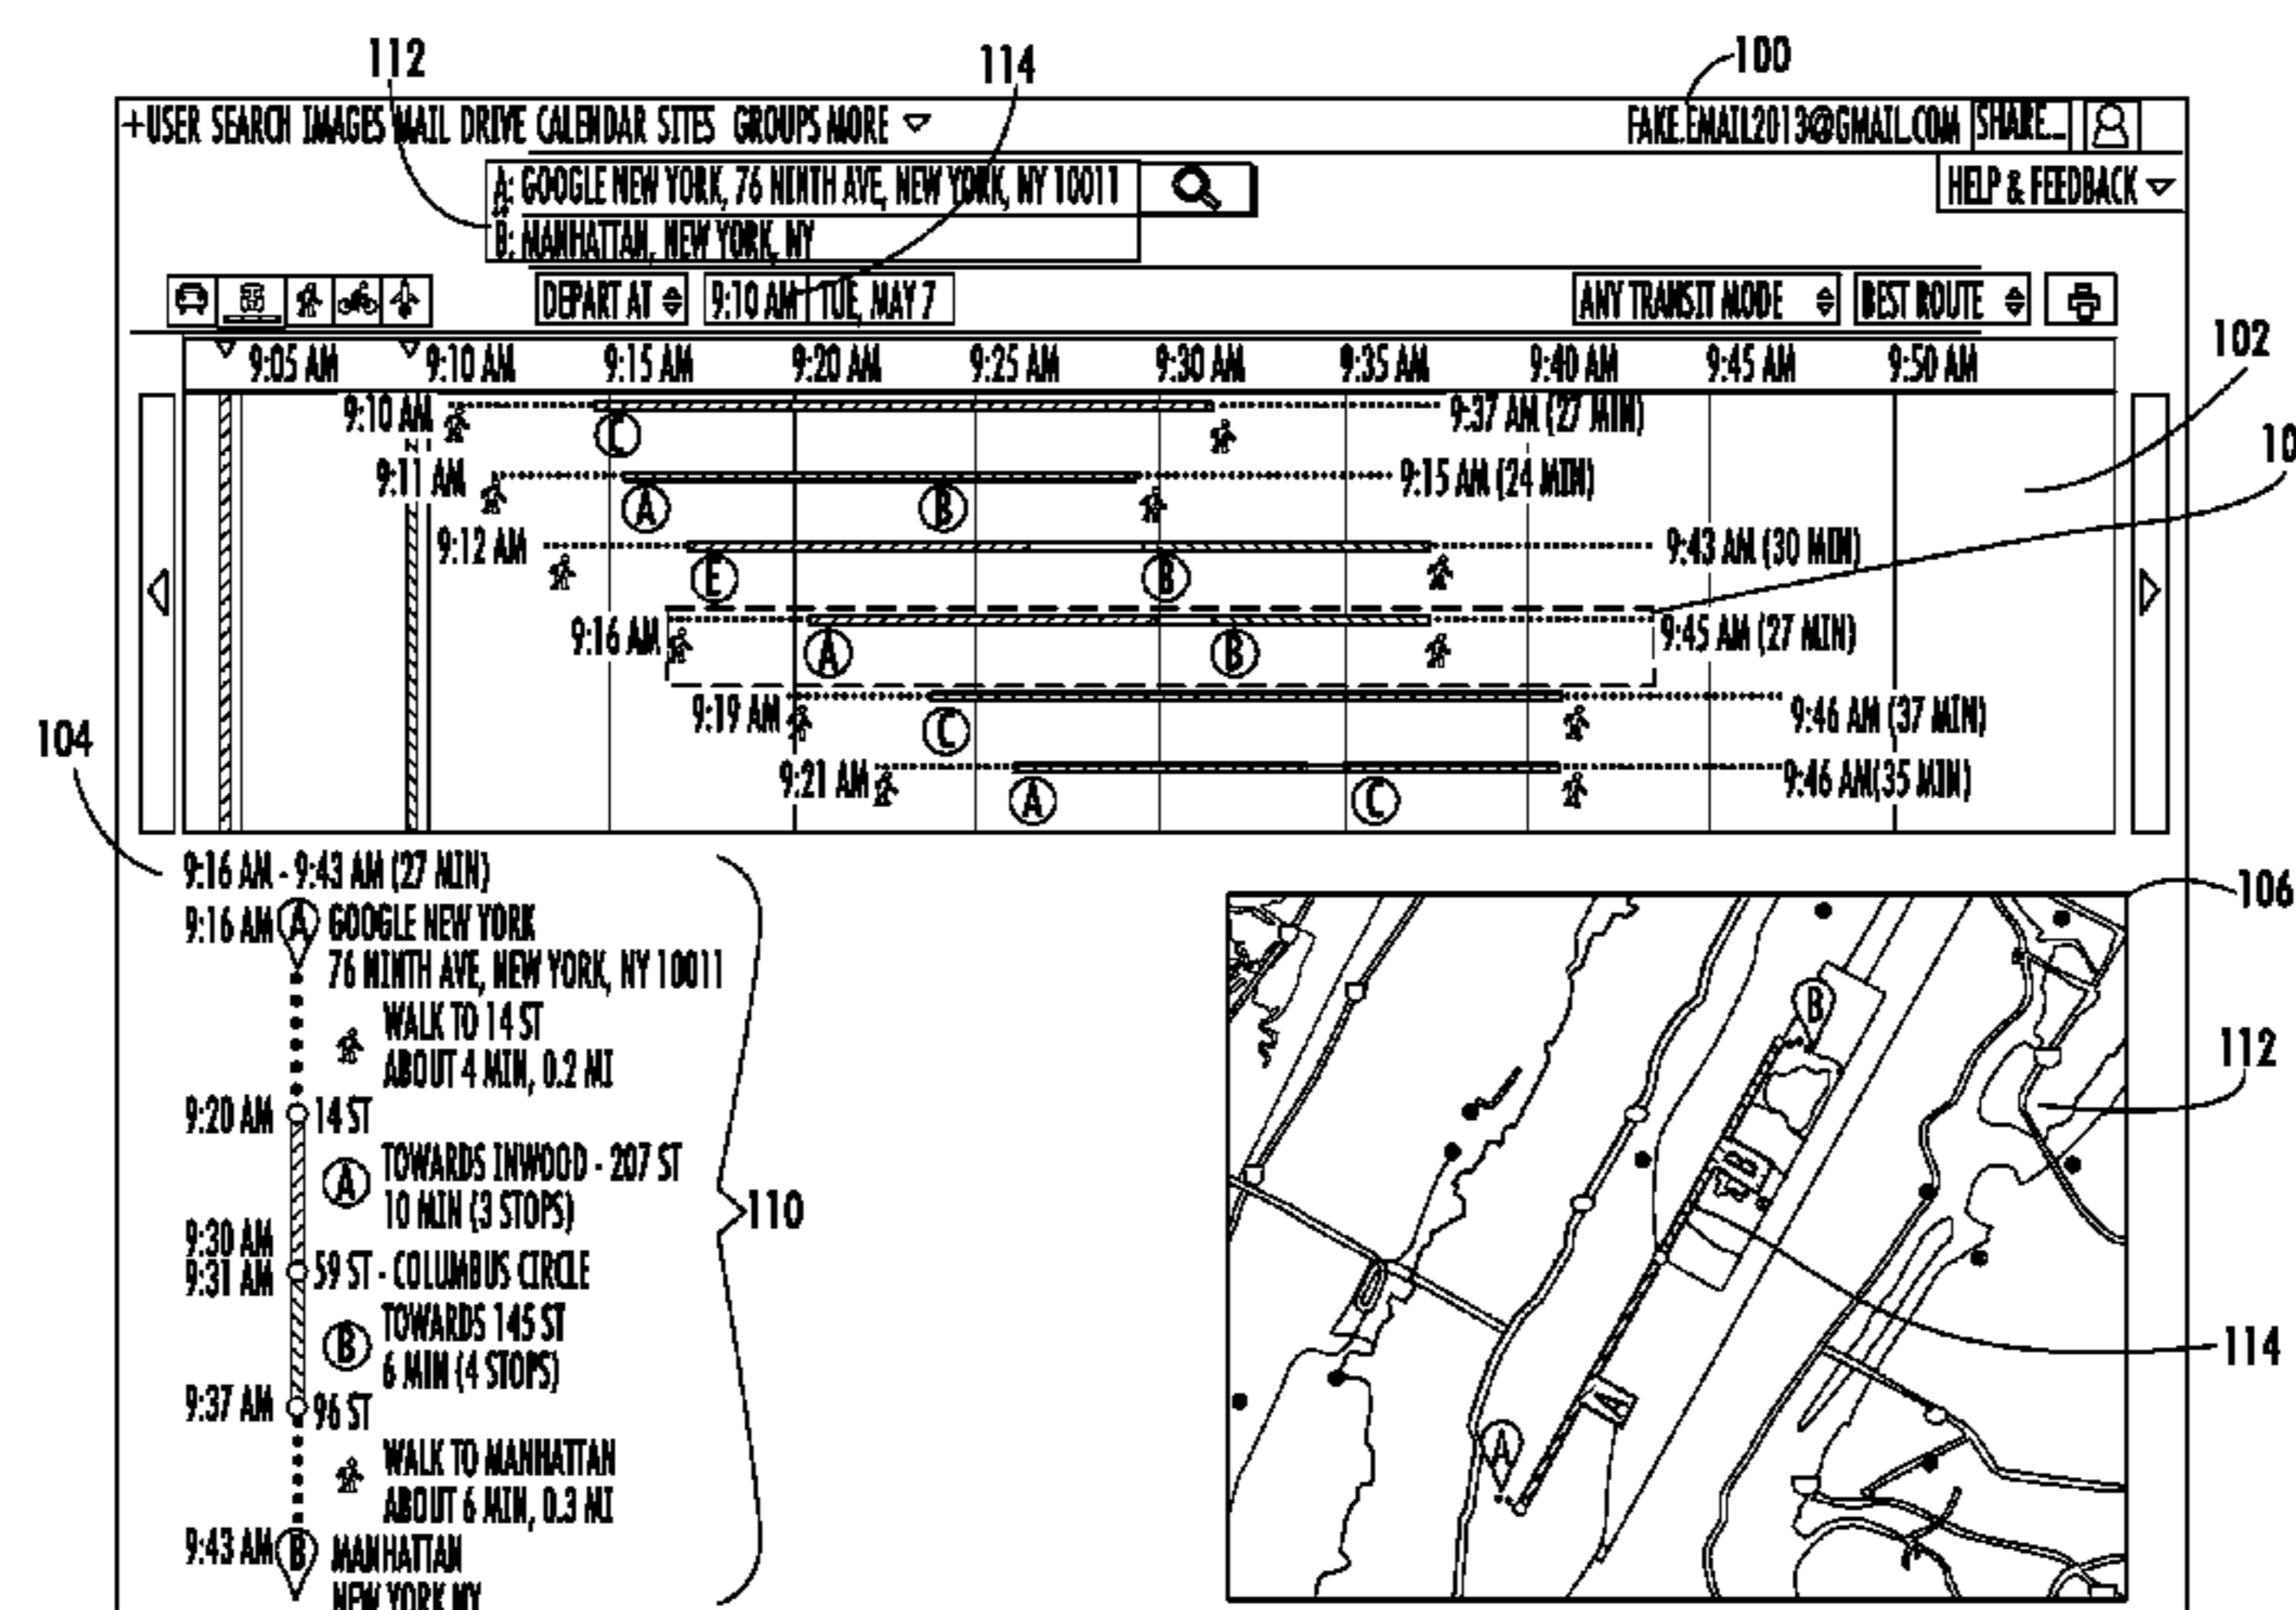 112
114
100
+USER SEARCH IMAGES MAIL DRIVE CALENDAR SITES GROUPS MORE
FAKE.EMAIL2013@GMAIL.COM SHARE...
A: GOOGLE NEW YORK, 76 NINTH AVE, NEW YORK, NY 10011
HELP & FEEDBACK
B: MANHATTAN, NEW YORK, NY
DEPART AT 9:10 AM TUE, MAY 7 ANY TRANSIT MODE BEST ROUTE
102
9:05 AM 9:10 AM 9:15 AM 9:20 AM 9:25 AM 9:30 AM 9:35 AM 9:40 AM 9:45 AM 9:50 AM
9:10 AM 9:37 AM (27 MIN)
C
10
9:11 AM 9:15 AM (24 MIN)
A B
9:12 AM 9:43 AM (30 MIN)
E B
9:16 AM 9:45 AM (27 MIN)
A B
9:19 AM 9:46 AM (37 MIN)
C
104
9:21 AM 9:46 AM(35 MIN)
A C
9:16 AM - 9:43 AM (27 MIN)
9:16 AM A GOOGLE NEW YORK
76 NINTH AVE, NEW YORK, NY 10011
WALK TO 14 ST
ABOUT 4 MIN, 0.2 MI
9:20 AM 14 ST
A TOWARDS INWOOD - 207 ST
10 MIN (3 STOPS)
110
9:30 AM
9:31 AM 59 ST - COLUMBUS CIRCLE
B TOWARDS 145 ST
6 MIN (4 STOPS)
9:37 AM 96 ST
WALK TO MANHATTAN
ABOUT 6 MIN, 0.3 MI
9:43 AM B MANHATTAN
NEW YORK NY
106
B
112
B
114
A
A